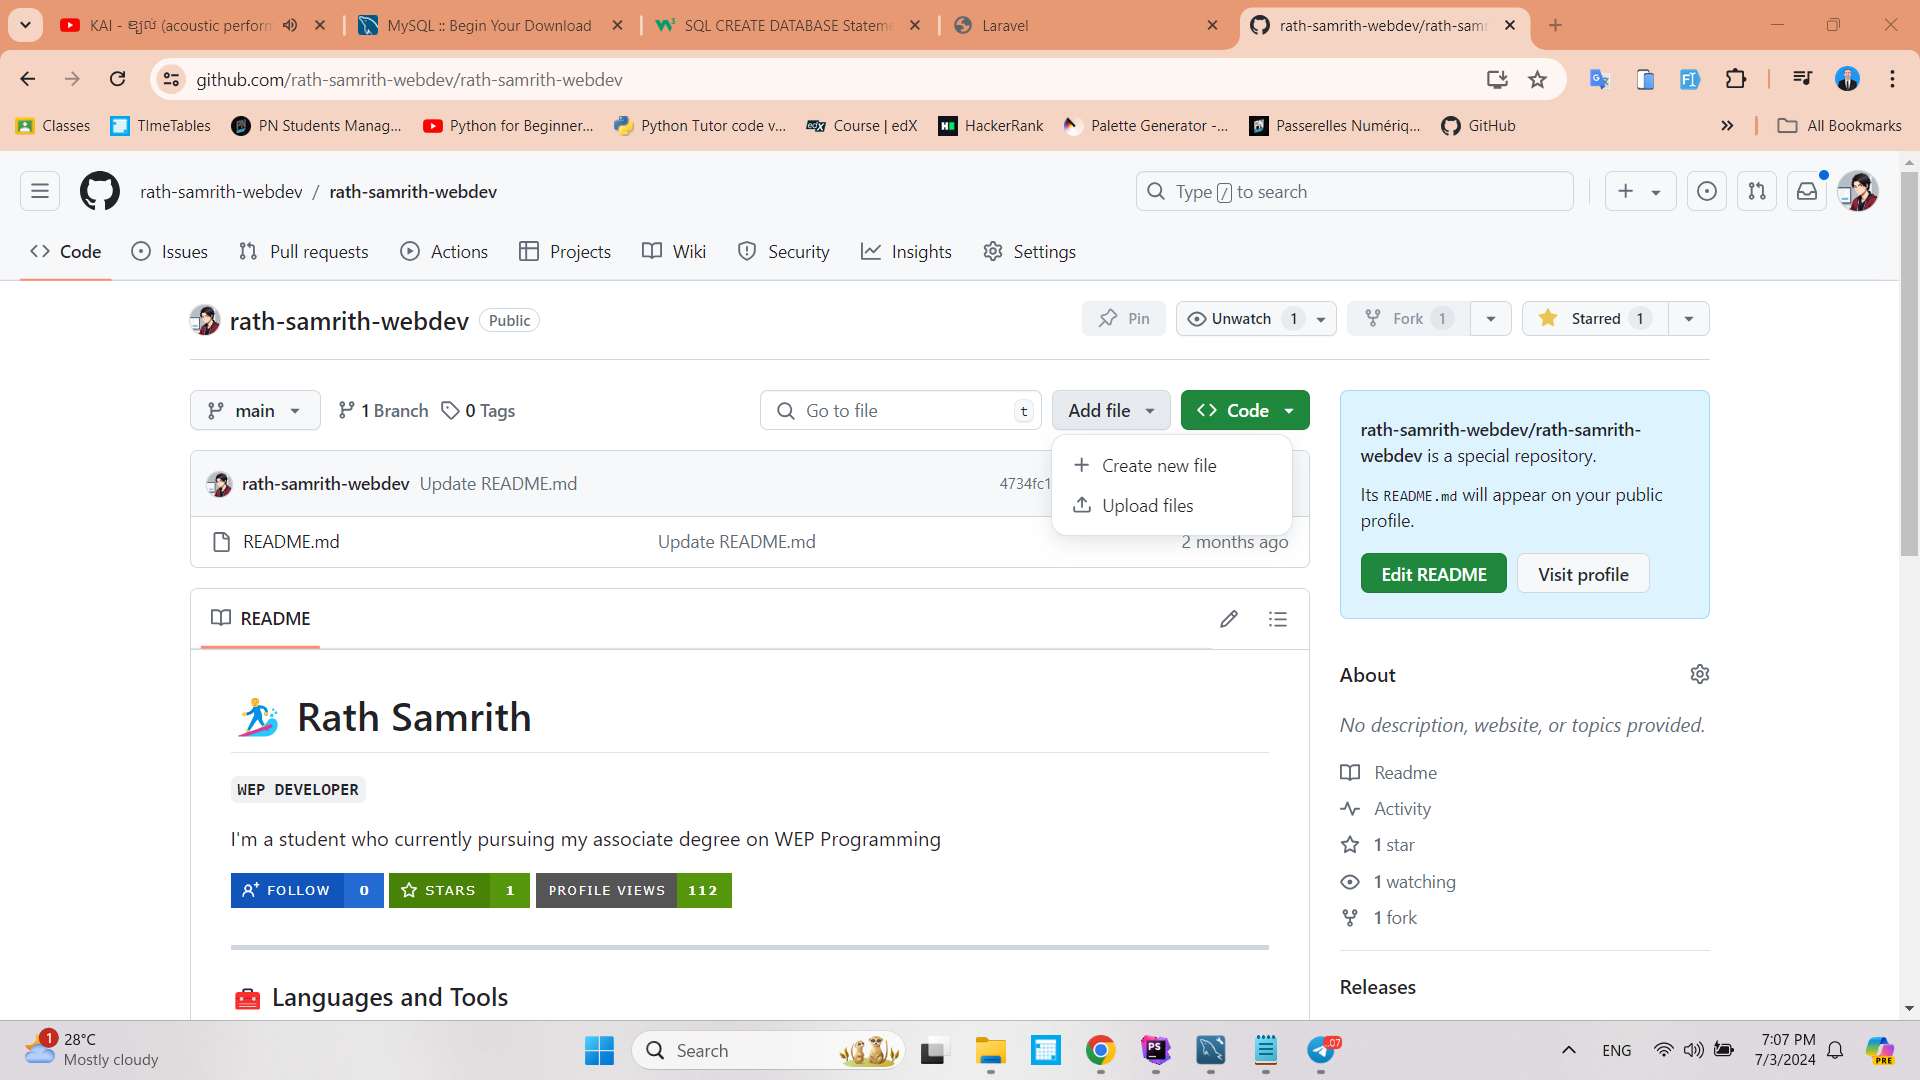 KAI - ខ្យល់ (acoustic perform
MySQL :: Begin Your Download
SQL CREATE DATABASE Stateme
Laravel
rath-samrith-webdev/rath-samr
github.com/rath-samrith-webdev/rath-samrith-webdev
Classes
TImeTables
PN Students Manag...
Python for Beginner...
Python Tutor code v...
Course | edX
HackerRank
Palette Generator -...
Passerelles Numériq...
GitHub
All Bookmarks
rath-samrith-webdev / rath-samrith-webdev
Type / to search
Code
Issues
Pull requests
Actions
Projects
Wiki
Security
Insights
Settings
rath-samrith-webdev Public
Pin
Unwatch 1
Fork 1
Starred 1
main
1 Branch
0 Tags
Go to file t
Add file
Code
Create new file
Upload files
rath-samrith-webdev Update README.md 4734fc1
README.md Update README.md 2 months ago
rath-samrith-webdev/rath-samrith-
webdev is a special repository.
Its README.md will appear on your public
profile.
Edit README
Visit profile
README
Rath Samrith
WEP DEVELOPER
I'm a student who currently pursuing my associate degree on WEP Programming
FOLLOW 0
STARS 1
PROFILE VIEWS 112
Languages and Tools
About
No description, website, or topics provided.
Readme
Activity
1 star
1 watching
1 fork
Releases
1
28°C
Mostly cloudy
Search
PS
07
ENG
7:07 PM
7/3/2024
PRE